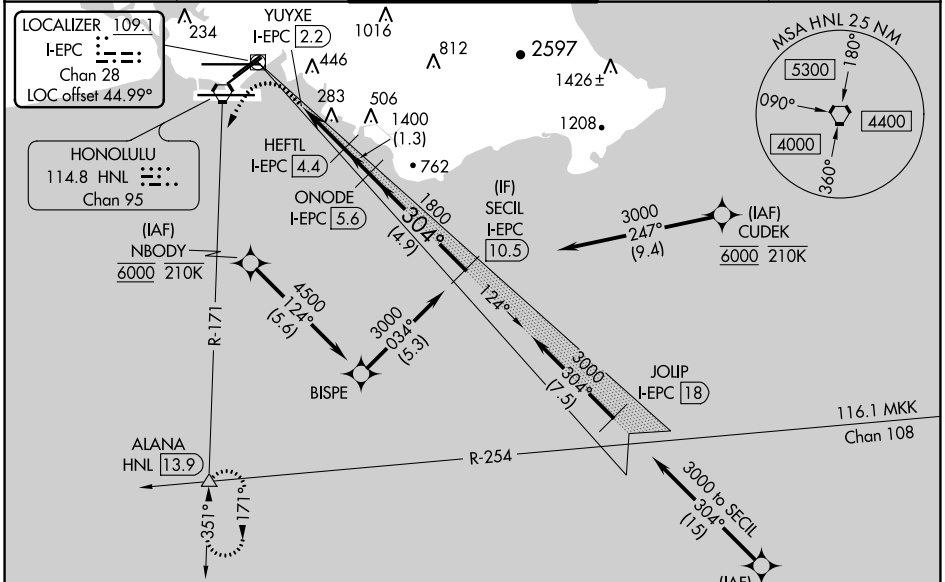 LOCALIZER 109.1
I-EPC
Chan 28
LOC offset 44.99°
234
YUYXE
I-EPC 2.2
1016
446
812
2597
1426±
283
506
1400
(1.3)
1208
762
MSA HNL 25 NM
5300
180°
090°
4400
4000
360°
HONOLULU
114.8 HNL
Chan 95
HEFTL
I-EPC 4.4
ONODE
I-EPC 5.6
1800
304°
(4.9)
(IF)
SECIL
I-EPC
10.5
3000
247°
(9.4)
(IAF)
CUDEK
6000 210K
(IAF)
NBODY
6000 210K
4500
124°
(5.6)
3000
034°
(5.3)
BISPE
124°
3000
304°
(7.5)
JOLIP
I-EPC 18
R-171
116.1 MKK
Chan 108
R-254
ALANA
HNL 13.9
351°
171°
3000 to SECIL
304°
(15)
(IAF)